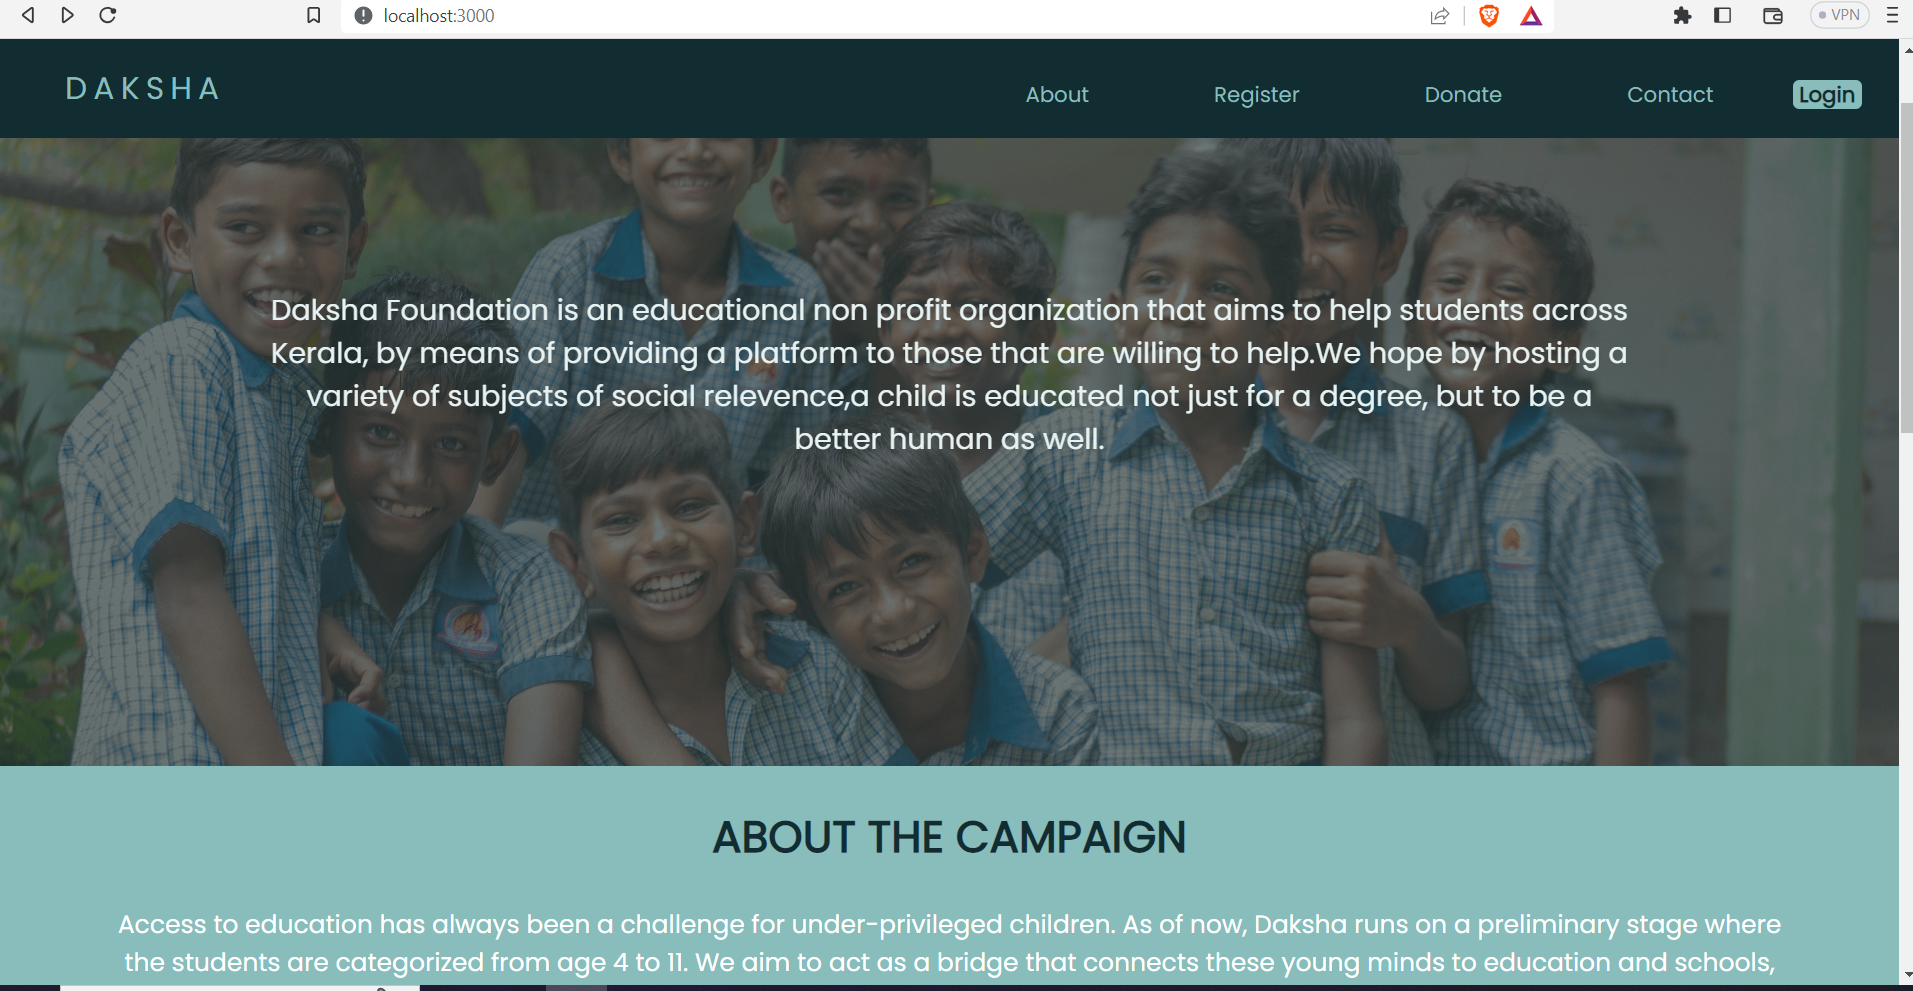 localhost:3000
VPN
DAKSHA
About Register Donate Contact Login
Daksha Foundation is an educational non profit organization that aims to help students across
Kerala, by means of providing a platform to those that are willing to help.We hope by hosting a
variety of subjects of social relevence,a child is educated not just for a degree, but to be a
better human as well.
ABOUT THE CAMPAIGN
Access to education has always been a challenge for under-privileged children. As of now, Daksha runs on a preliminary stage where
the students are categorized from age 4 to 11. We aim to act as a bridge that connects these young minds to education and schools,